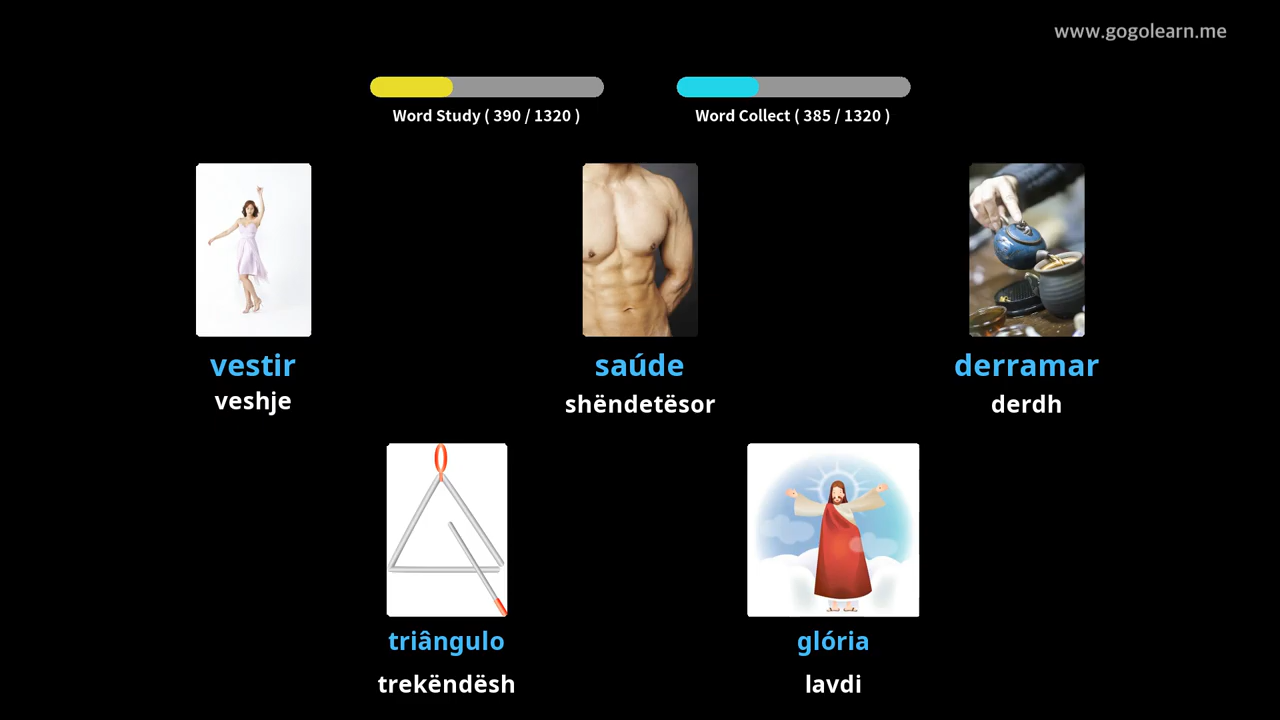 www.gogolearn.me
Word Study ( 390 / 1320 )
Word Collect ( 385 / 1320 )
vestir
veshje
saúde
shëndetësor
derramar
derdh
triângulo
trekëndësh
glória
lavdi